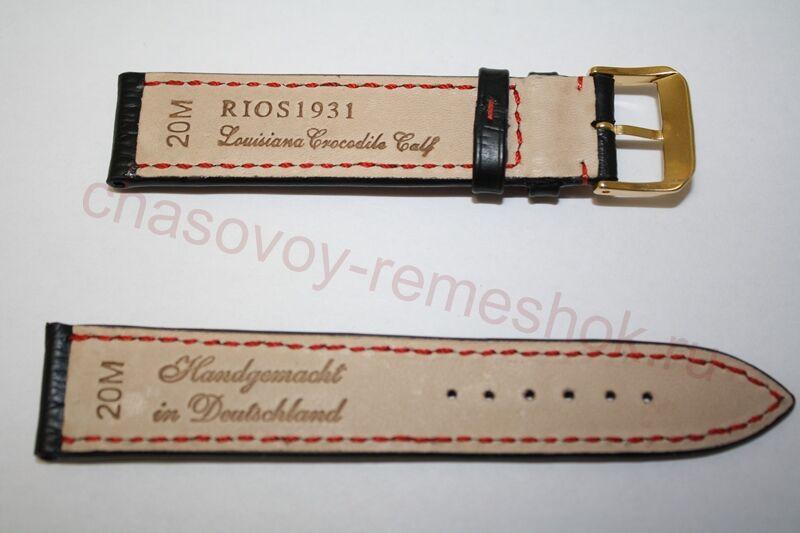 20M
RIOS1931
Louisiana Crocodile Calf
chasovoy-remeshok.ru
20M
Handgemacht
in Deutschland